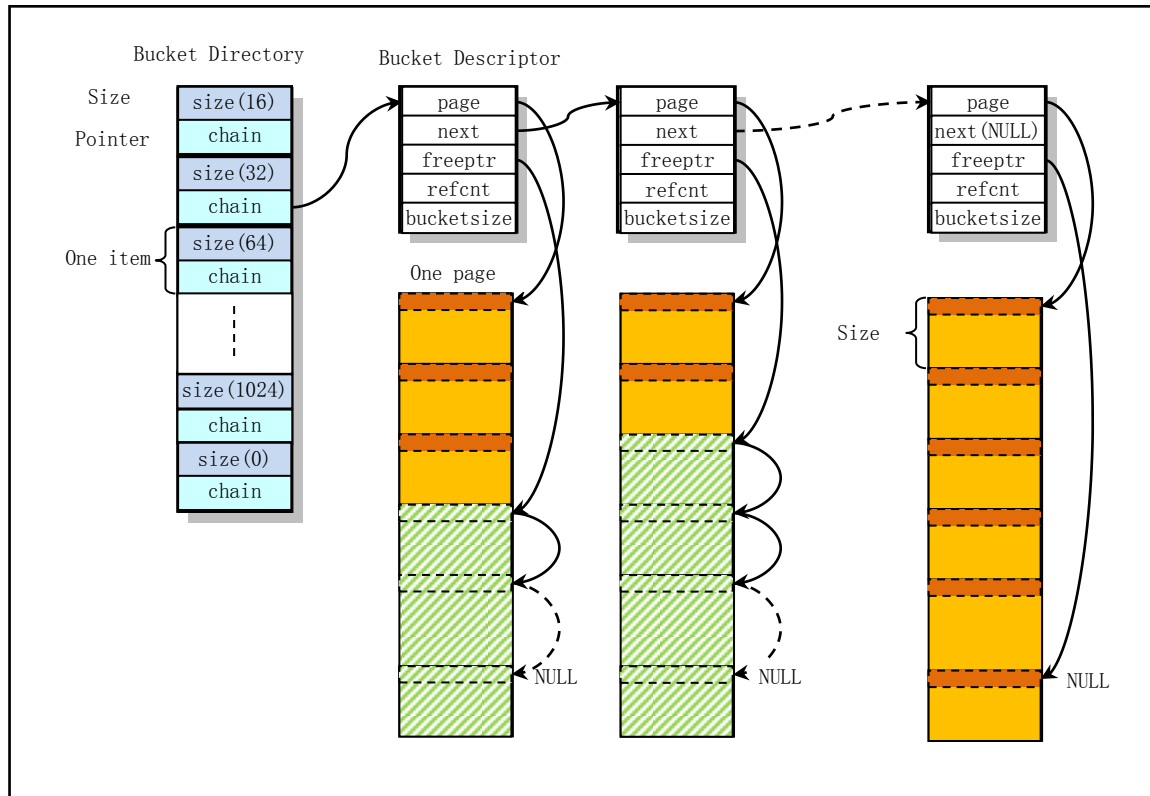 Bucket Directory
Bucket Descriptor
Size
Pointer
One item
size(16)
chain
size(32)
chain
size(64)
chain
size(1024)
chain
size(0)
chain
page
next
freeptr
refcnt
bucketsize
page
next
freeptr
refcnt
bucketsize
page
next(NULL)
freeptr
refcnt
bucketsize
One page
Size
NULL
NULL
NULL